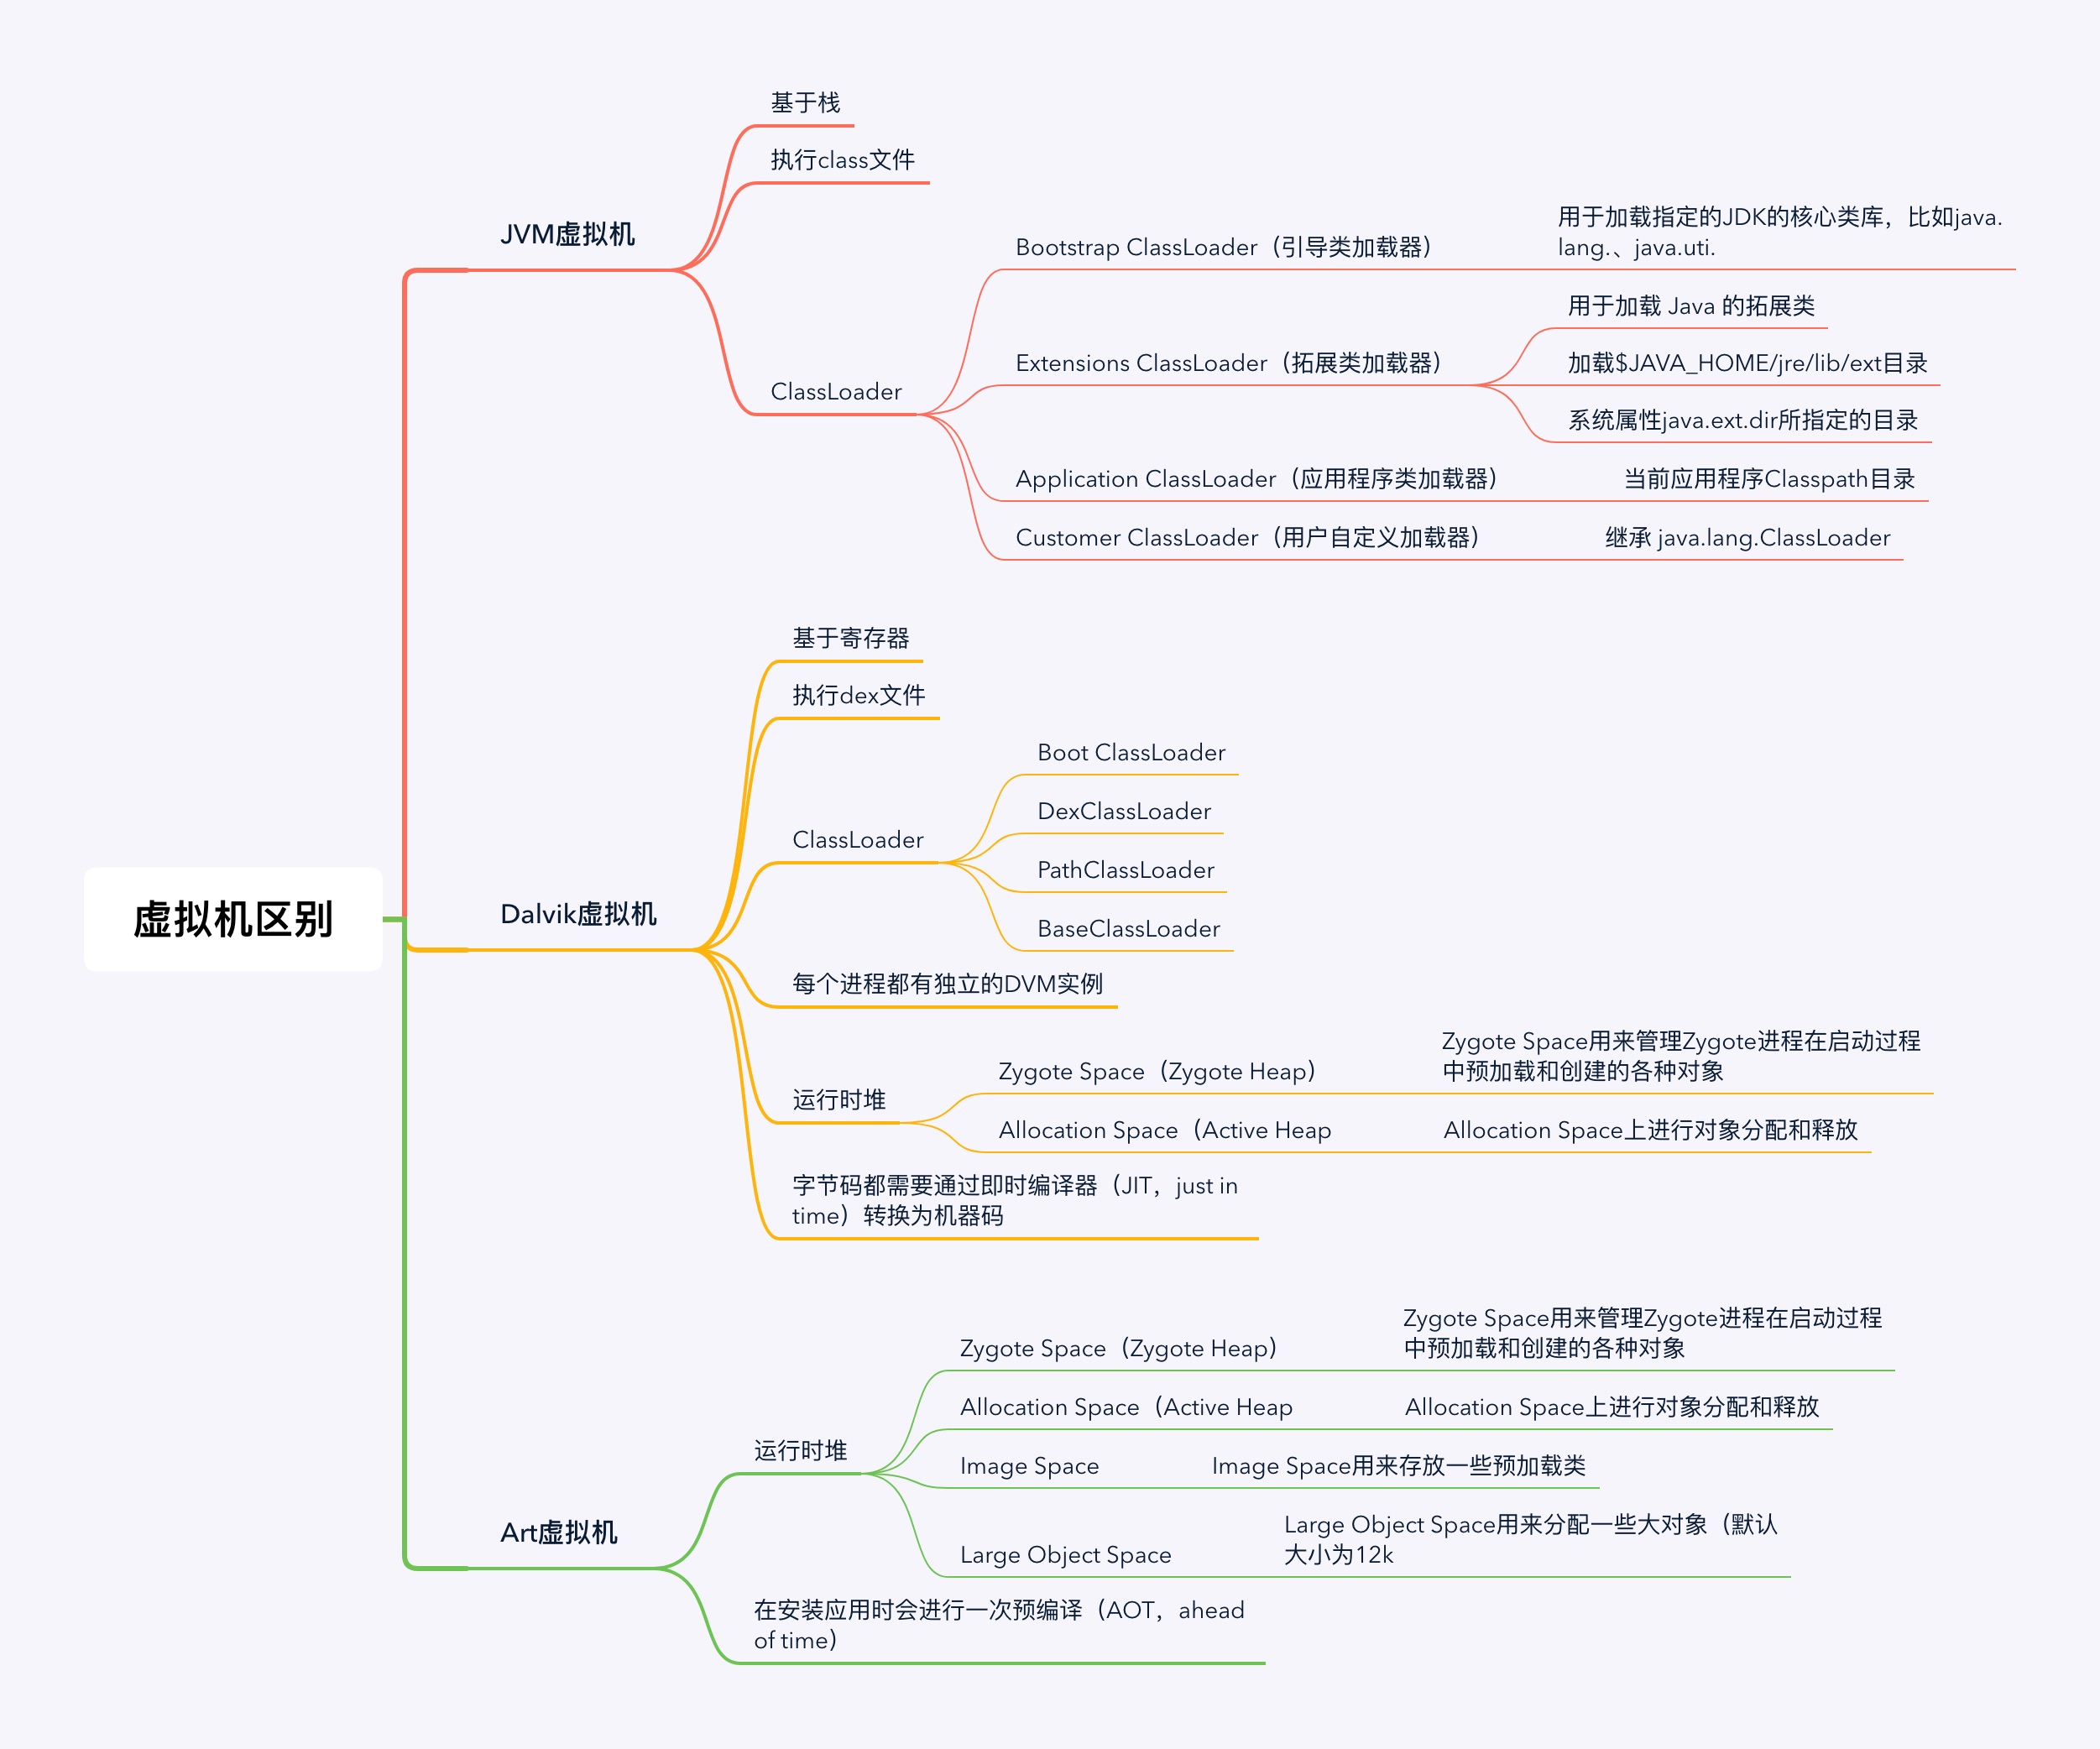 虚拟机区别
JVM虚拟机
基于栈
执行class文件
ClassLoader
Bootstrap ClassLoader（引导类加载器）
用于加载指定的JDK的核心类库，比如java.
lang.、java.uti.
Extensions ClassLoader（拓展类加载器）
用于加载 Java 的拓展类
加载$JAVA_HOME/jre/lib/ext目录
系统属性java.ext.dir所指定的目录
Application ClassLoader（应用程序类加载器）
当前应用程序Classpath目录
Customer ClassLoader（用户自定义加载器）
继承 java.lang.ClassLoader
Dalvik虚拟机
基于寄存器
执行dex文件
ClassLoader
Boot ClassLoader
DexClassLoader
PathClassLoader
BaseClassLoader
每个进程都有独立的DVM实例
运行时堆
Zygote Space（Zygote Heap）
Zygote Space用来管理Zygote进程在启动过程
中预加载和创建的各种对象
Allocation Space（Active Heap
Allocation Space上进行对象分配和释放
字节码都需要通过即时编译器（JIT，just in
time）转换为机器码
Art虚拟机
运行时堆
Zygote Space（Zygote Heap）
Zygote Space用来管理Zygote进程在启动过程
中预加载和创建的各种对象
Allocation Space（Active Heap
Allocation Space上进行对象分配和释放
Image Space
Image Space用来存放一些预加载类
Large Object Space
Large Object Space用来分配一些大对象（默认
大小为12k
在安装应用时会进行一次预编译（AOT，ahead
of time）